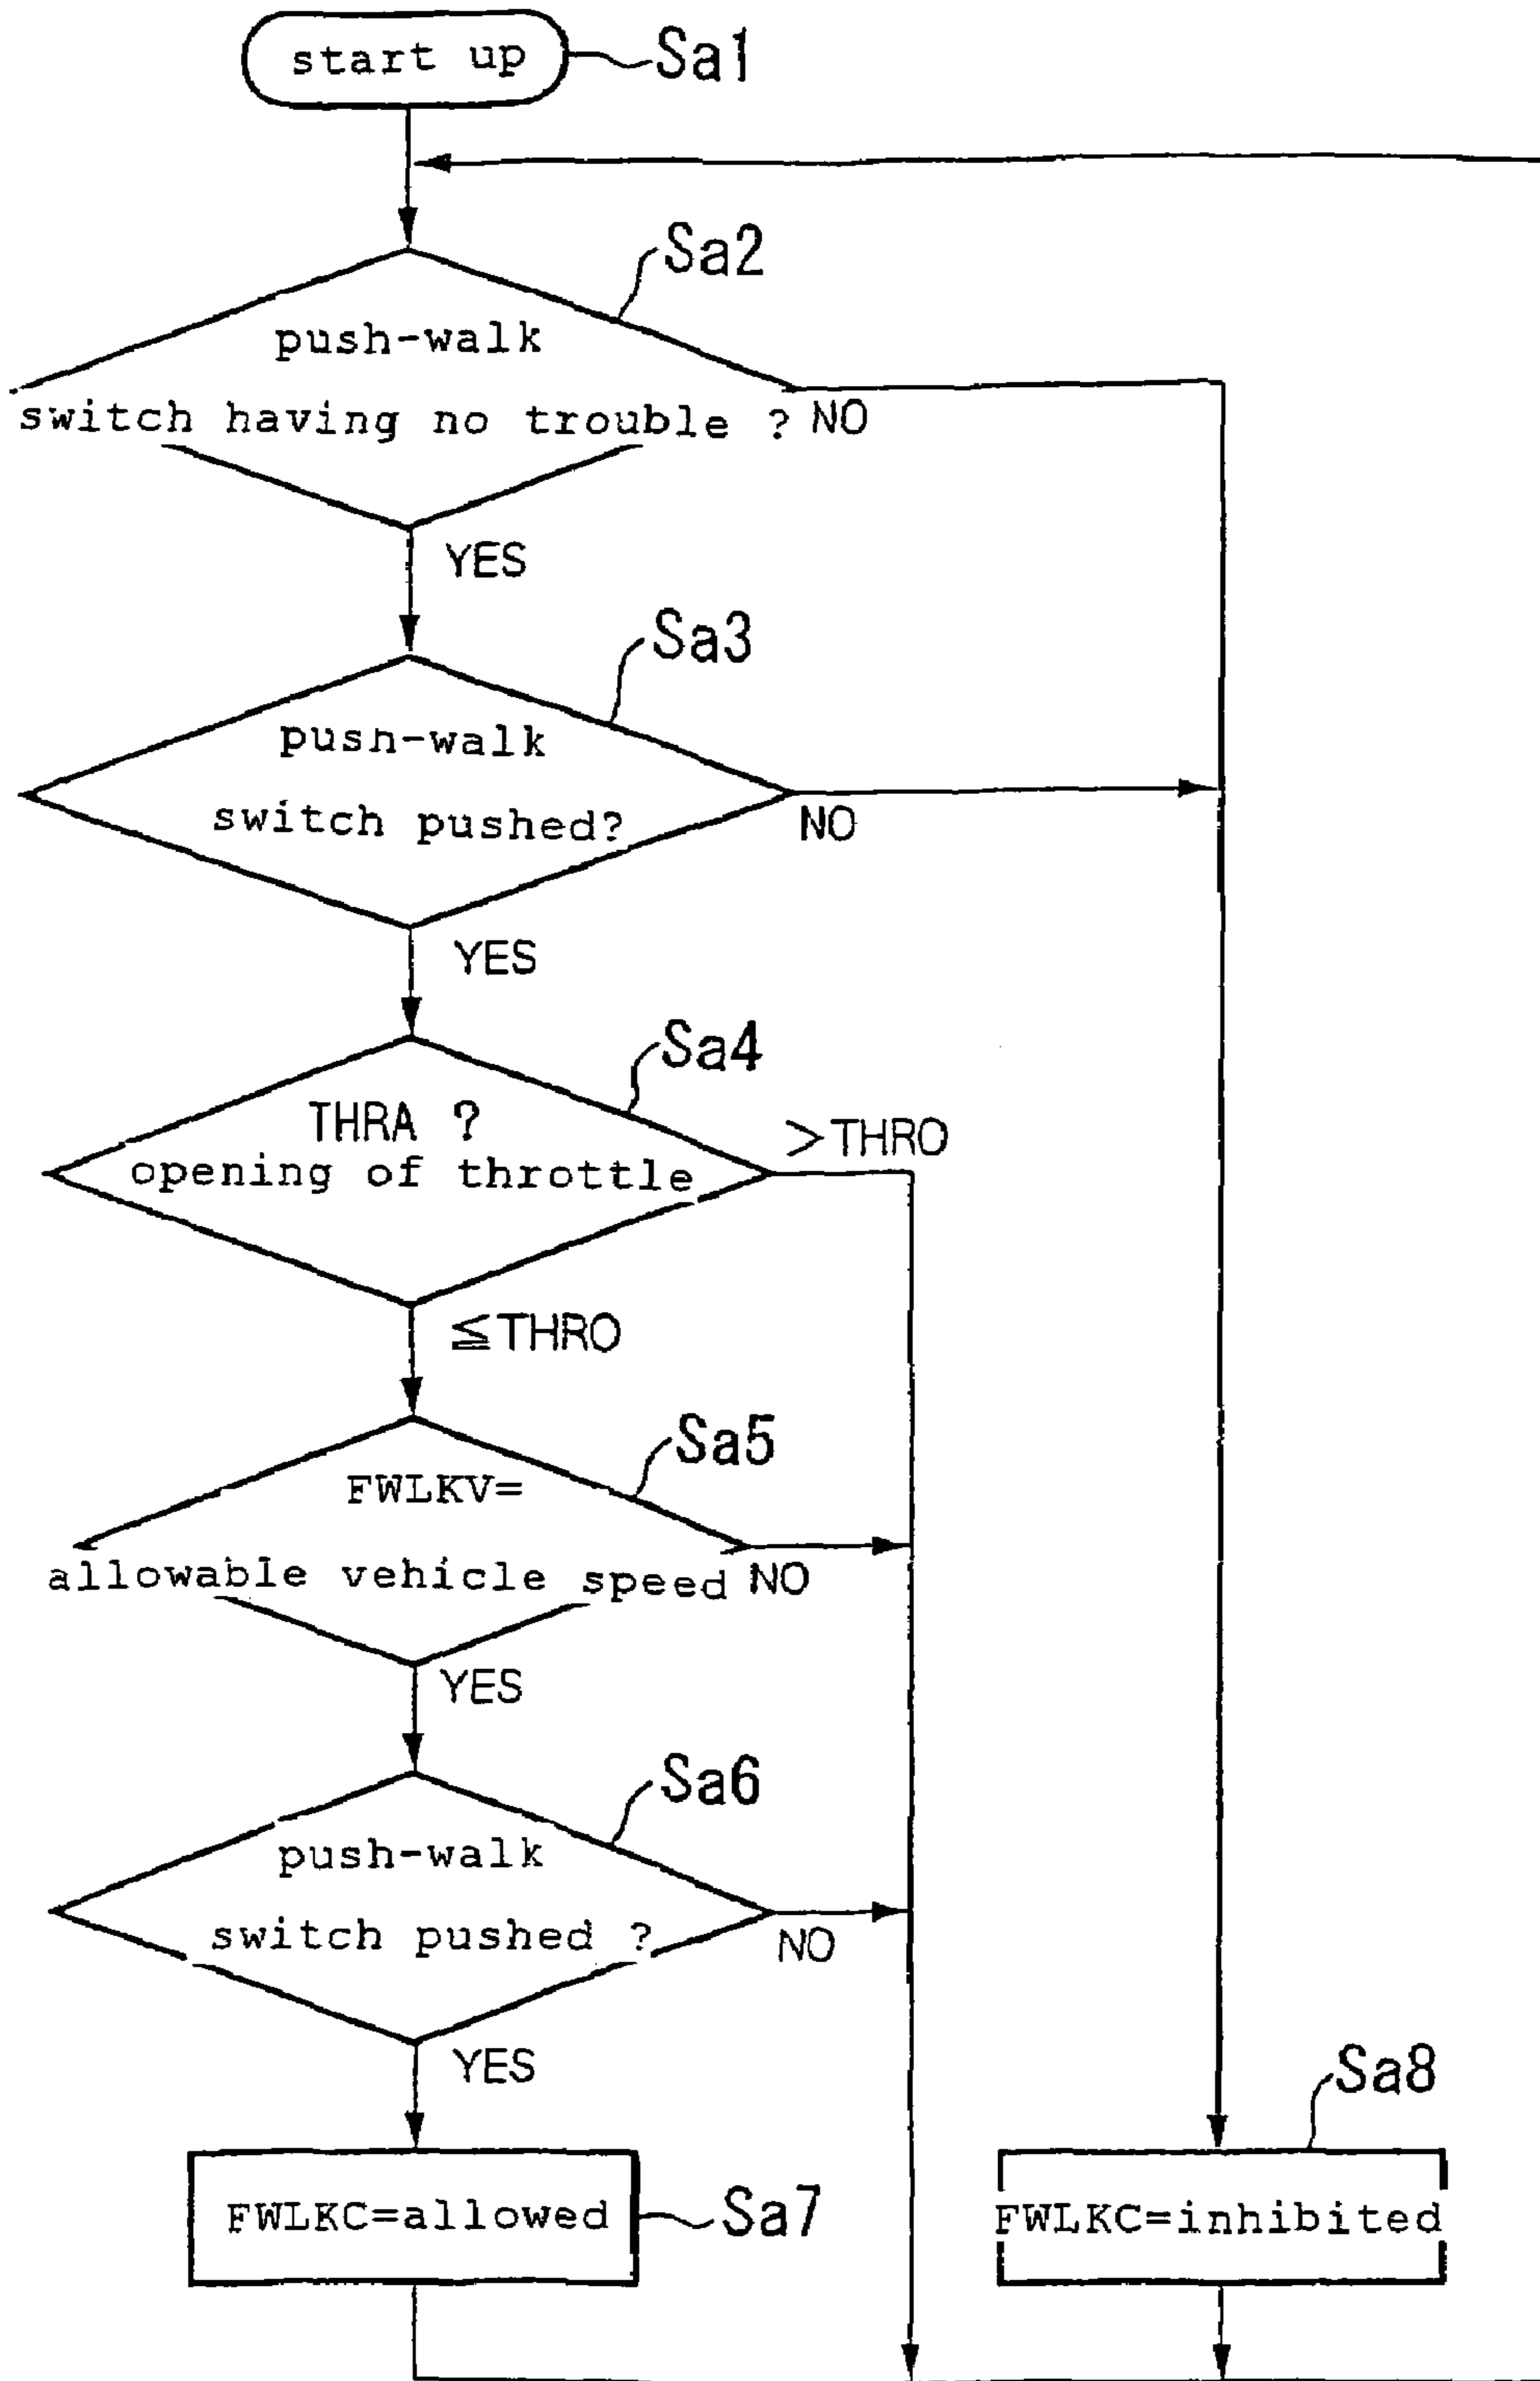 start up
Sa1
Sa2
push-walk
switch having no trouble ?
NO
YES
Sa3
push-walk
switch pushed?
NO
YES
Sa4
THRA ?
opening of throttle
>THRO
≦THRO
Sa5
FWLKV=
allowable vehicle speed
NO
YES
Sa6
push-walk
switch pushed ?
NO
YES
FWLKC=allowed
Sa7
Sa8
FWLKC=inhibited